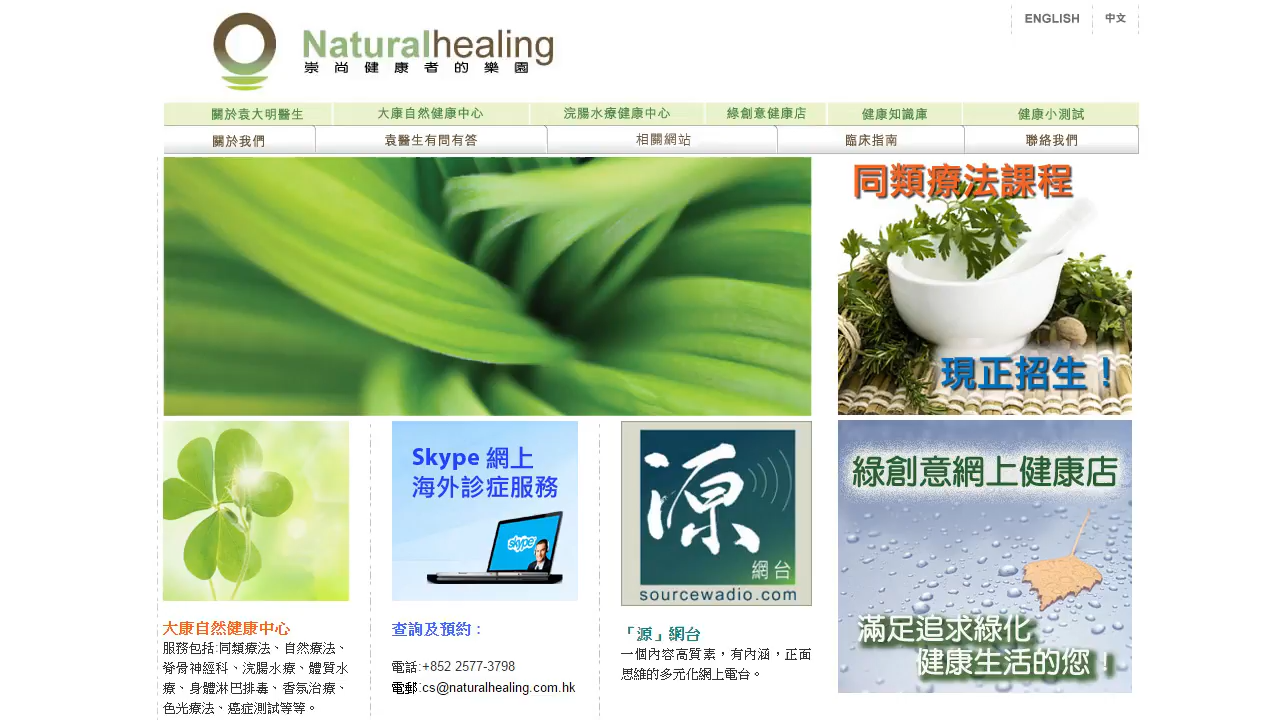 ENGLISH 中文
Naturalhealing
崇尚健康者的樂園
關於袁大明醫生 大康自然健康中心 浣腸水療健康中心 綠創意健康店 健康知識庫 健康小測試
關於我們 袁醫生有問有答 相關網站 臨床指南 聯絡我們
同類療法課程
現正招生！
Skype 網上
海外診症服務
skype
源
網台
sourcewadio.com
綠創意網上健康店
滿足追求綠化
健康生活的您！
大康自然健康中心
服務包括:同類療法、自然療法、
脊骨神經科、浣腸水療、體質水
療、身體淋巴排毒、香氛治療、
色光療法、癌症測試等等。
查詢及預約：
電話:+852 2577-3798
電郵:cs@naturalhealing.com.hk
「源」網台
一個內容高質素，有內涵，正面
思維的多元化網上電台。